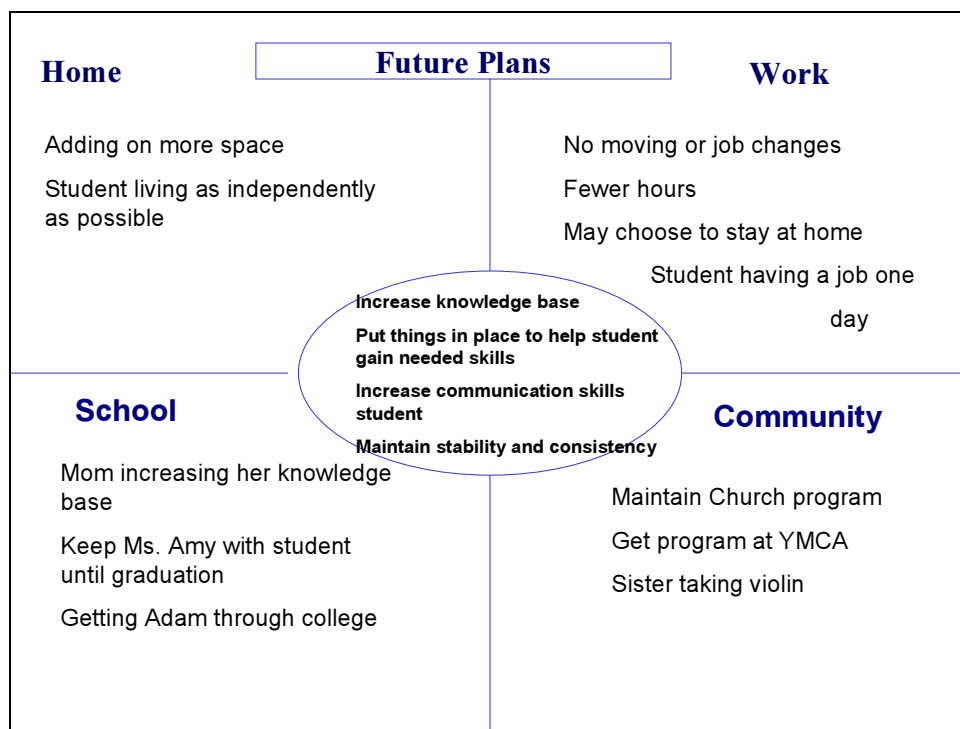 Future Plans
Home
Adding on more space
Student living as independently
as possible
Work
No moving or job changes
Fewer hours
May choose to stay at home
Student having a job one
day
Increase knowledge base
Put things in place to help student
gain needed skills
Increase communication skills
student
Maintain stability and consistency
School
Mom increasing her knowledge
base
Keep Ms. Amy with student
until graduation
Getting Adam through college
Community
Maintain Church program
Get program at YMCA
Sister taking violin